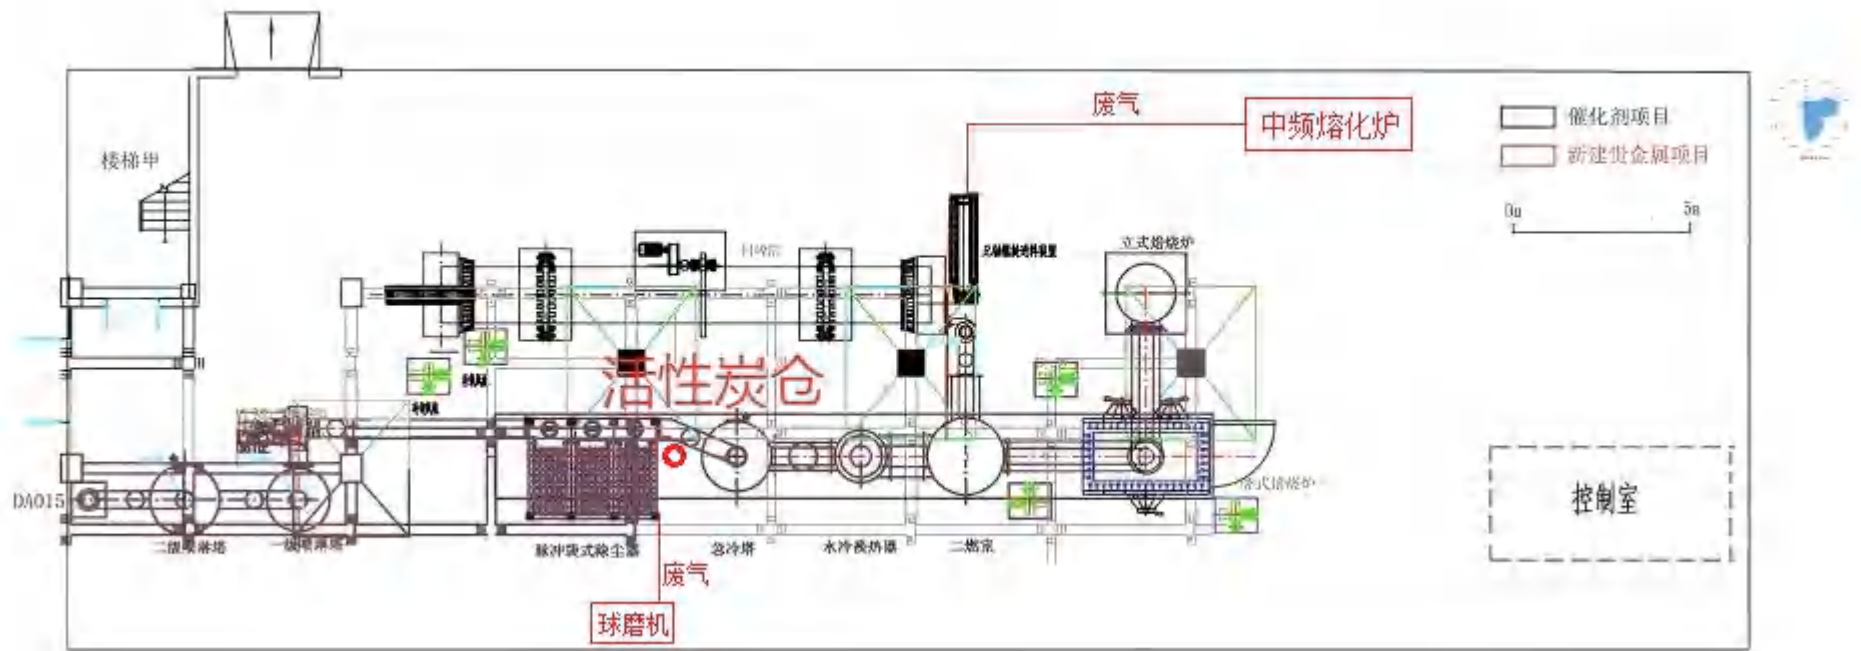 废气
中频熔化炉
催化剂项目
新建贵金属项目
楼梯甲
0m
5m
立式焙烧炉
活性炭仓
DA015
二级喷淋塔
一级喷淋塔
脉冲袋式除尘器
急冷塔
水冷换热器
二燃室
控制室
废气
球磨机